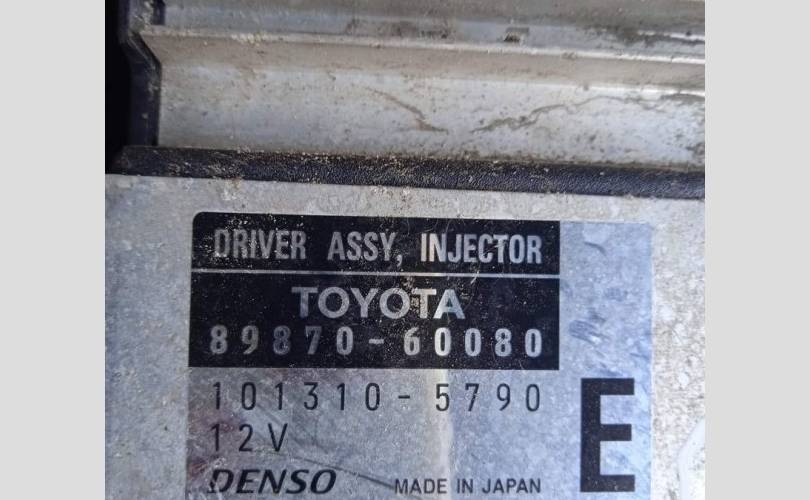 DRIVER ASSY, INJECTOR
TOYOTA
89870-60080
101310-5790
12V
E
DENSO MADE IN JAPAN